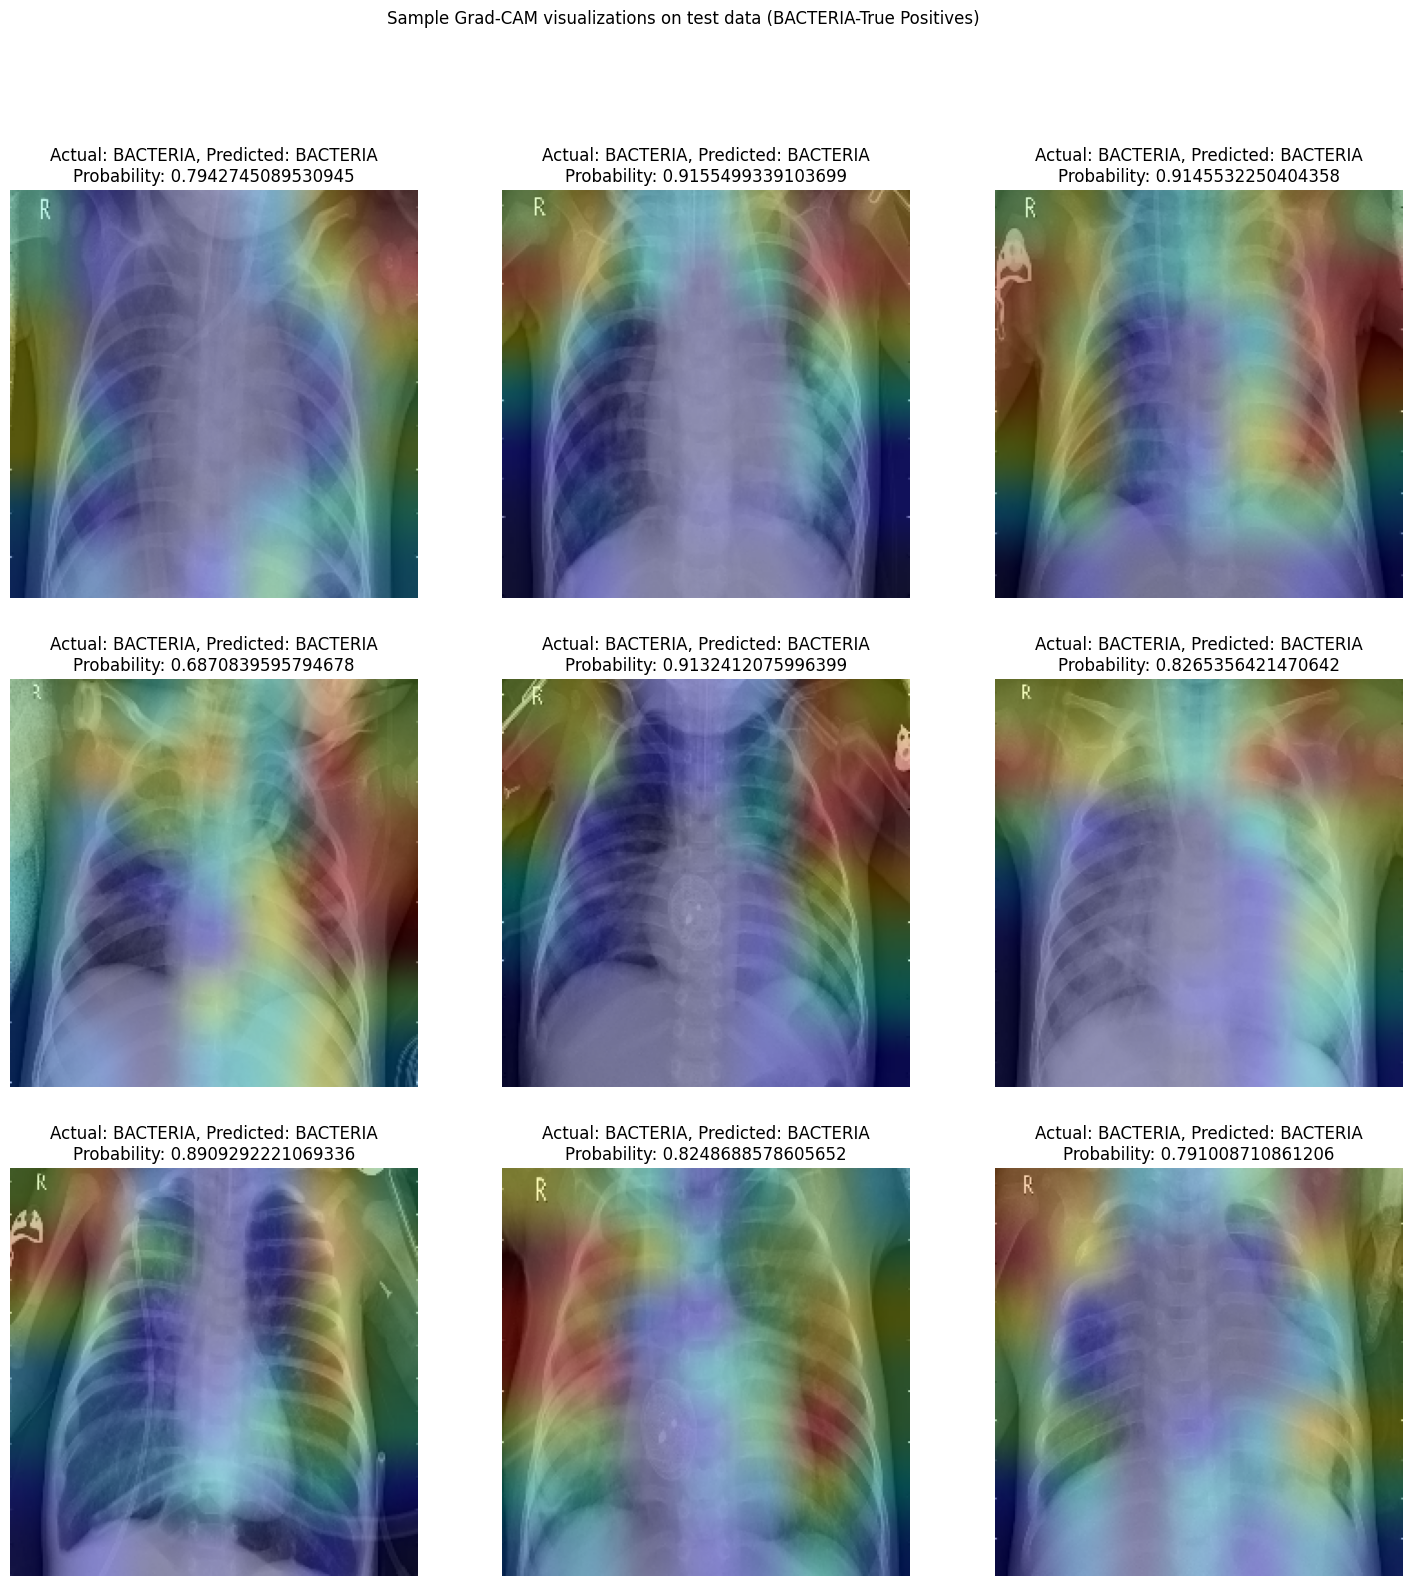 Sample Grad-CAM visualizations on test data (BACTERIA-True Positives)
Actual: BACTERIA, Predicted: BACTERIA
Probability: 0.7942745089530945
Actual: BACTERIA, Predicted: BACTERIA
Probability: 0.9155499339103699
Actual: BACTERIA, Predicted: BACTERIA
Probability: 0.9145532250404358
R
R
R
Actual: BACTERIA, Predicted: BACTERIA
Probability: 0.6870839595794678
Actual: BACTERIA, Predicted: BACTERIA
Probability: 0.9132412075996399
Actual: BACTERIA, Predicted: BACTERIA
Probability: 0.8265356421470642
R
R
R
Actual: BACTERIA, Predicted: BACTERIA
Probability: 0.8909292221069336
Actual: BACTERIA, Predicted: BACTERIA
Probability: 0.8248688578605652
Actual: BACTERIA, Predicted: BACTERIA
Probability: 0.791008710861206
R
R
R